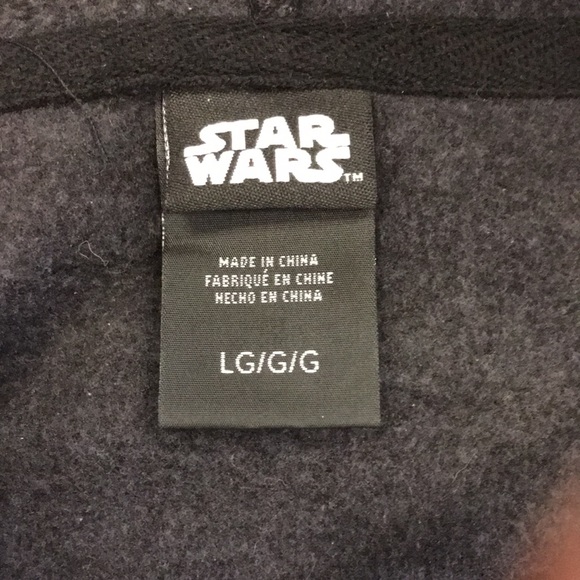 STAR
WARS™
MADE IN CHINA
FABRIQUÉ EN CHINE
HECHO EN CHINA
LG/G/G